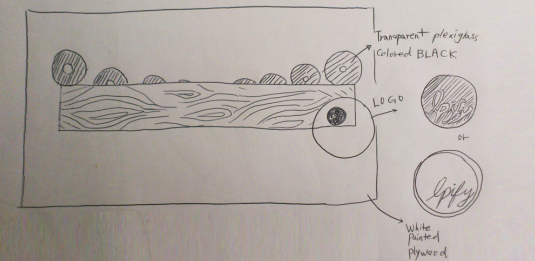 Transparent plexiglass
Colored BLACK
LOGO
or
White
Painted
plywood